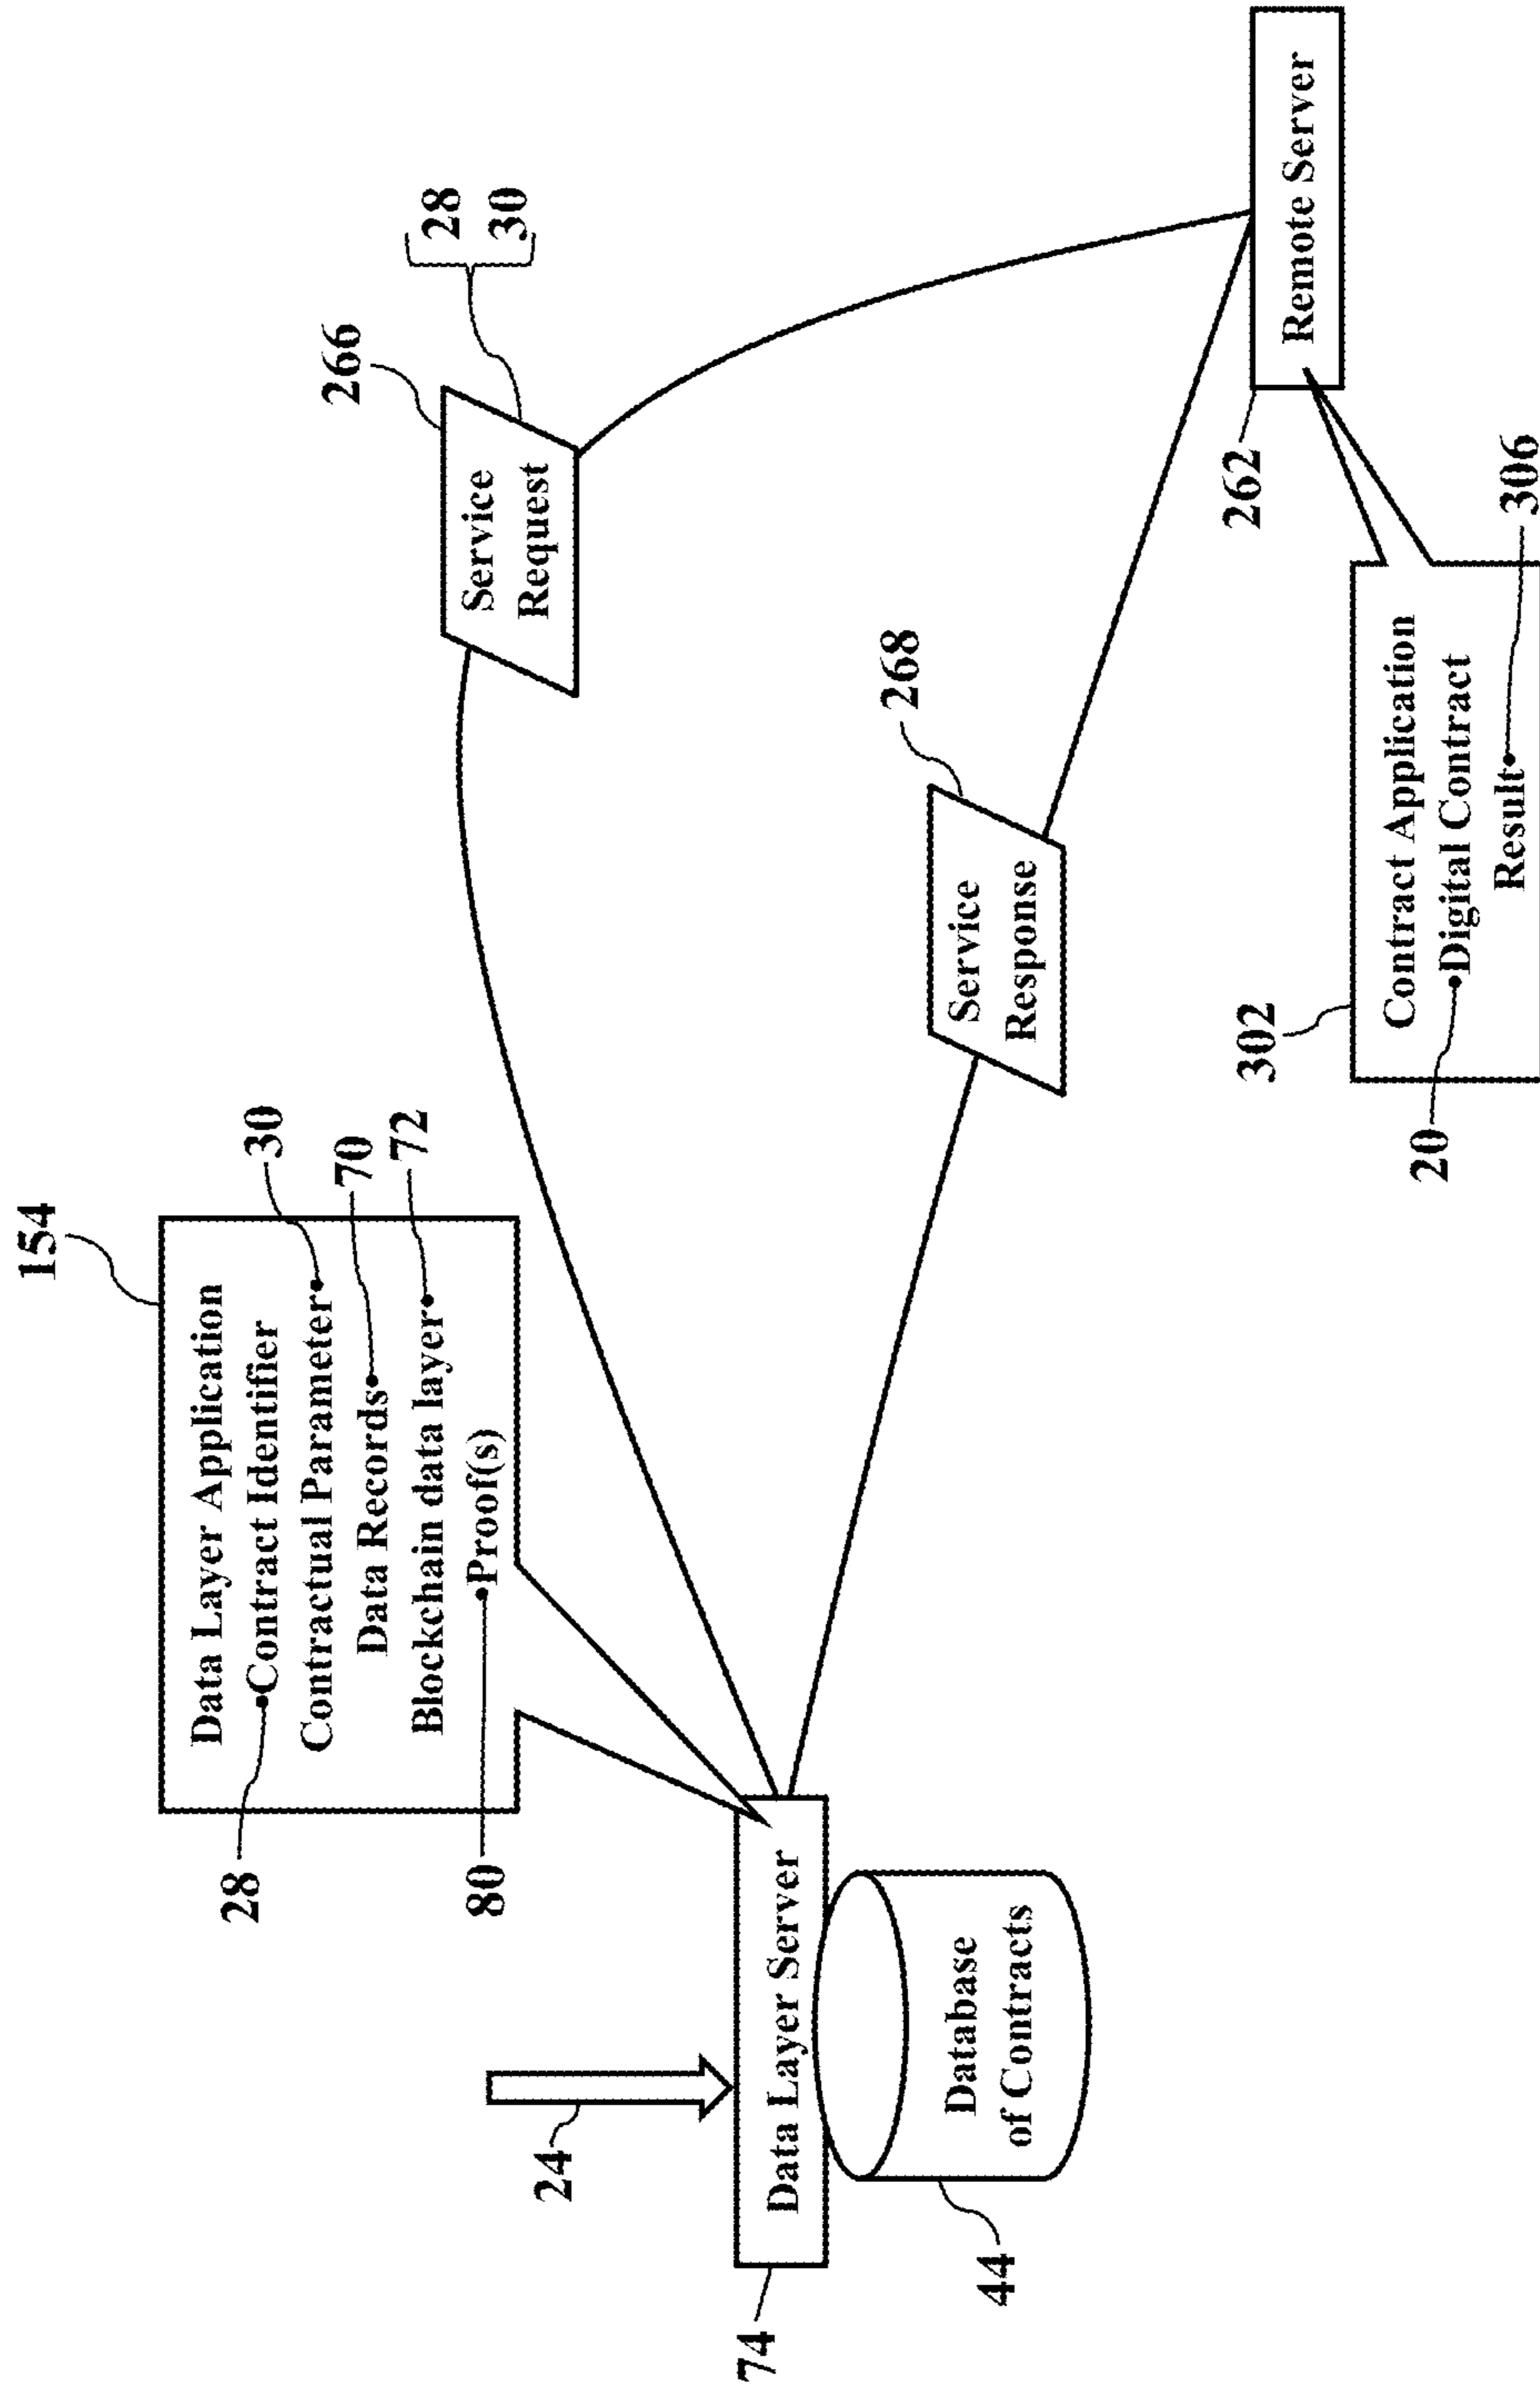 154
Data Layer Application
28
Contract Identifier
Contractual Parameter
30
Data Records
70
Blockchain data layer
72
80
Proof(s)
266
28
30
Service
Request
24
74
Data Layer Server
Database
of Contracts
44
268
Service
Response
262
Remote Server
302
Contract Application
20
Digital Contract
Result
306